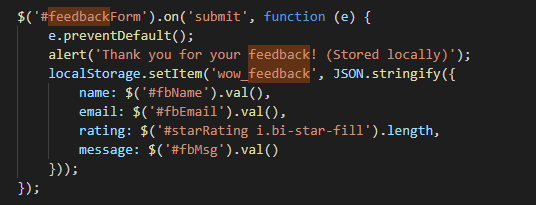 $('#feedbackForm').on('submit', function (e) {
    e.preventDefault();
    alert('Thank you for your feedback! (Stored locally)');
    localStorage.setItem('wow_feedback', JSON.stringify({
        name: $('#fbName').val(),
        email: $('#fbEmail').val(),
        rating: $('#starRating i.bi-star-fill').length,
        message: $('#fbMsg').val()
    }));
});